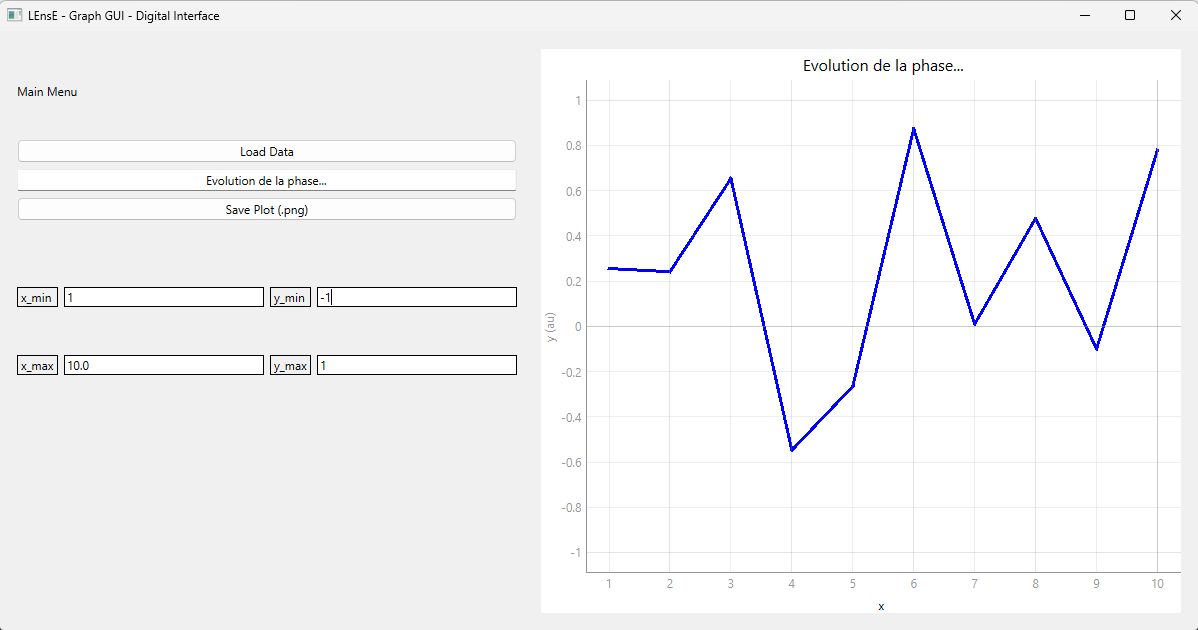 LEnsE - Graph GUI - Digital Interface
Main Menu
Load Data
Evolution de la phase...
Save Plot (.png)
x_min 1 y_min -1
x_max 10.0 y_max 1
Evolution de la phase...
1
0.8
0.6
0.4
0.2
0
-0.2
-0.4
-0.6
-0.8
-1
y (au)
1 2 3 4 5 6 7 8 9 10
x